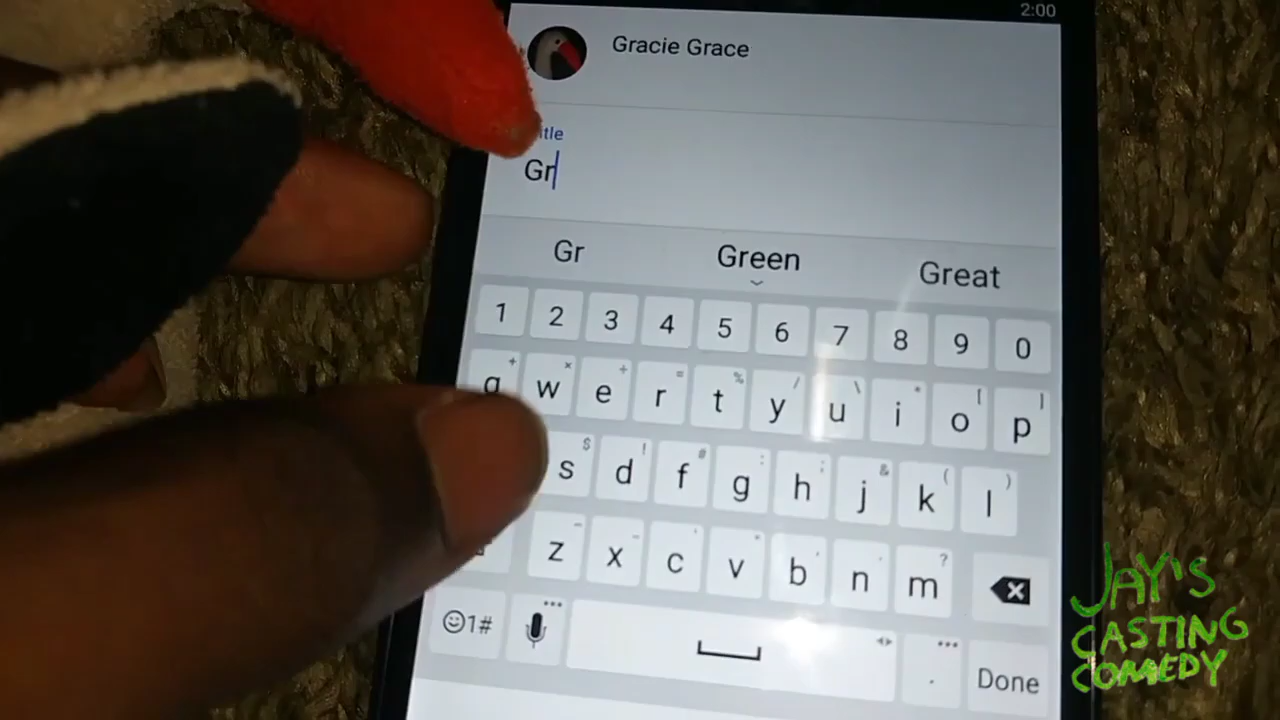 2:00
Gracie Grace
itle
Gr
Gr Green Great
1 2 3 4 5 6 7 8 9 0
q w e r t y u i o p
s d f g h j k l
z x c v b n m
1#
. Done
JAY'S
CASTING
COMEDY